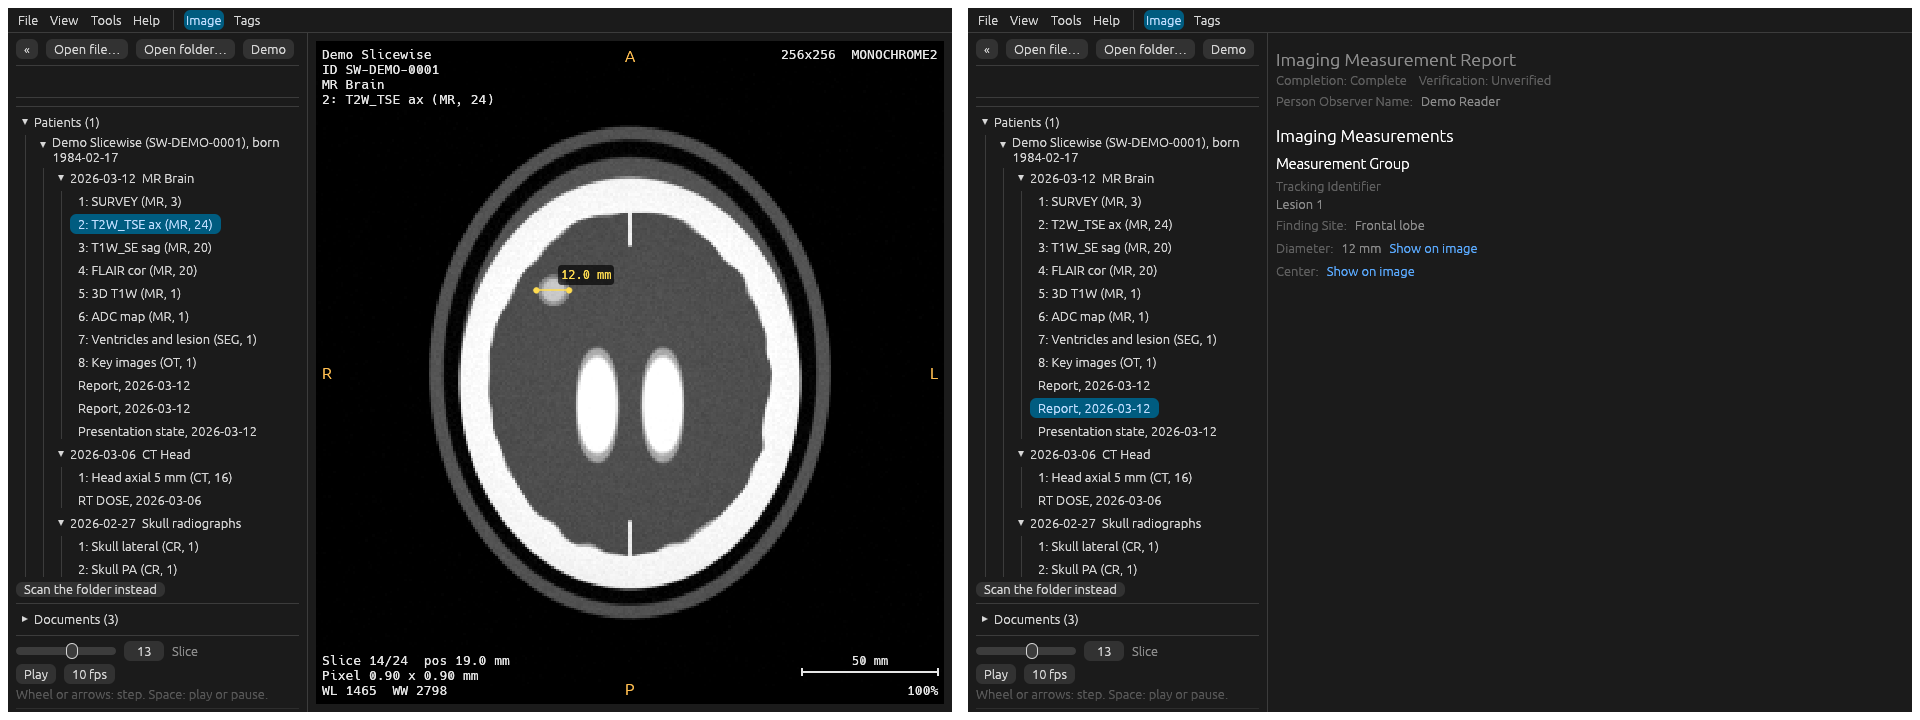 File View Tools Help Image Tags
« Open file… Open folder… Demo
Patients (1)
Demo Slicewise (SW-DEMO-0001), born
1984-02-17
2026-03-12 MR Brain
1: SURVEY (MR, 3)
2: T2W_TSE ax (MR, 24)
3: T1W_SE sag (MR, 20)
4: FLAIR cor (MR, 20)
5: 3D T1W (MR, 1)
6: ADC map (MR, 1)
7: Ventricles and lesion (SEG, 1)
8: Key images (OT, 1)
Report, 2026-03-12
Report, 2026-03-12
Presentation state, 2026-03-12
2026-03-06 CT Head
1: Head axial 5 mm (CT, 16)
RT DOSE, 2026-03-06
2026-02-27 Skull radiographs
1: Skull lateral (CR, 1)
2: Skull PA (CR, 1)
Scan the folder instead
Documents (3)
13 Slice
Play 10 fps
Wheel or arrows: step. Space: play or pause.
Demo Slicewise
ID SW-DEMO-0001
MR Brain
2: T2W_TSE ax (MR, 24)
A
256x256 MONOCHROME2
12.0 mm
R
L
Slice 14/24 pos 19.0 mm
Pixel 0.90 x 0.90 mm
WL 1465 WW 2798
P
50 mm
100%
File View Tools Help Image Tags
« Open file… Open folder… Demo
Patients (1)
Demo Slicewise (SW-DEMO-0001), born
1984-02-17
2026-03-12 MR Brain
1: SURVEY (MR, 3)
2: T2W_TSE ax (MR, 24)
3: T1W_SE sag (MR, 20)
4: FLAIR cor (MR, 20)
5: 3D T1W (MR, 1)
6: ADC map (MR, 1)
7: Ventricles and lesion (SEG, 1)
8: Key images (OT, 1)
Report, 2026-03-12
Report, 2026-03-12
Presentation state, 2026-03-12
2026-03-06 CT Head
1: Head axial 5 mm (CT, 16)
RT DOSE, 2026-03-06
2026-02-27 Skull radiographs
1: Skull lateral (CR, 1)
2: Skull PA (CR, 1)
Scan the folder instead
Documents (3)
13 Slice
Play 10 fps
Wheel or arrows: step. Space: play or pause.
Imaging Measurement Report
Completion: Complete Verification: Unverified
Person Observer Name: Demo Reader
Imaging Measurements
Measurement Group
Tracking Identifier
Lesion 1
Finding Site: Frontal lobe
Diameter: 12 mm Show on image
Center: Show on image